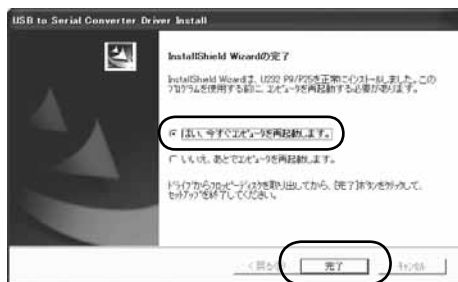 USB to Serial Converter Driver Install
InstallShield Wizardの完了
InstallShield Wizardは、U232 P9/P25を正常にインストールしました。この
プログラムを使用する前に、コンピュータを再起動する必要があります。
はい、今すぐコンピュータを再起動します。
いいえ、あとでコンピュータを再起動します。
ドライブからフロッピーディスクを取り出してから、[完了]ボタンをクリックして、
セットアップを終了してください。
< 戻る(B)
完了
キャンセル